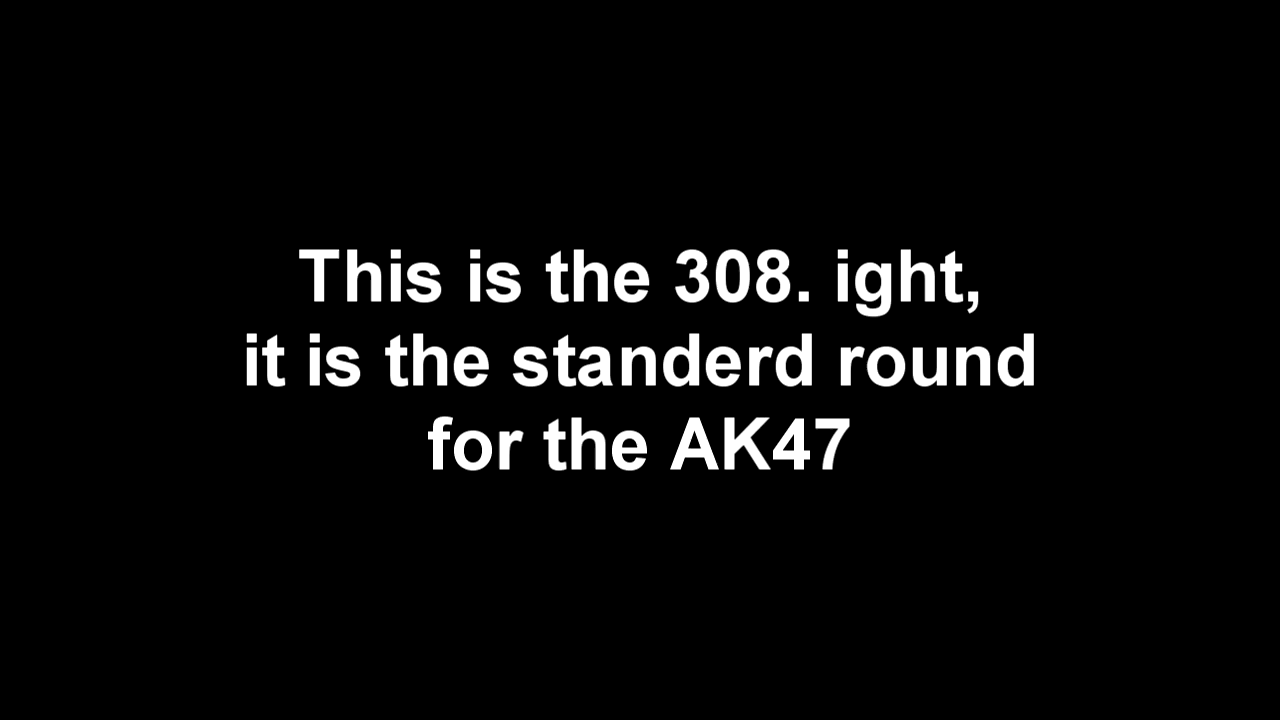 This is the 308. ight,
it is the standerd round
for the AK47